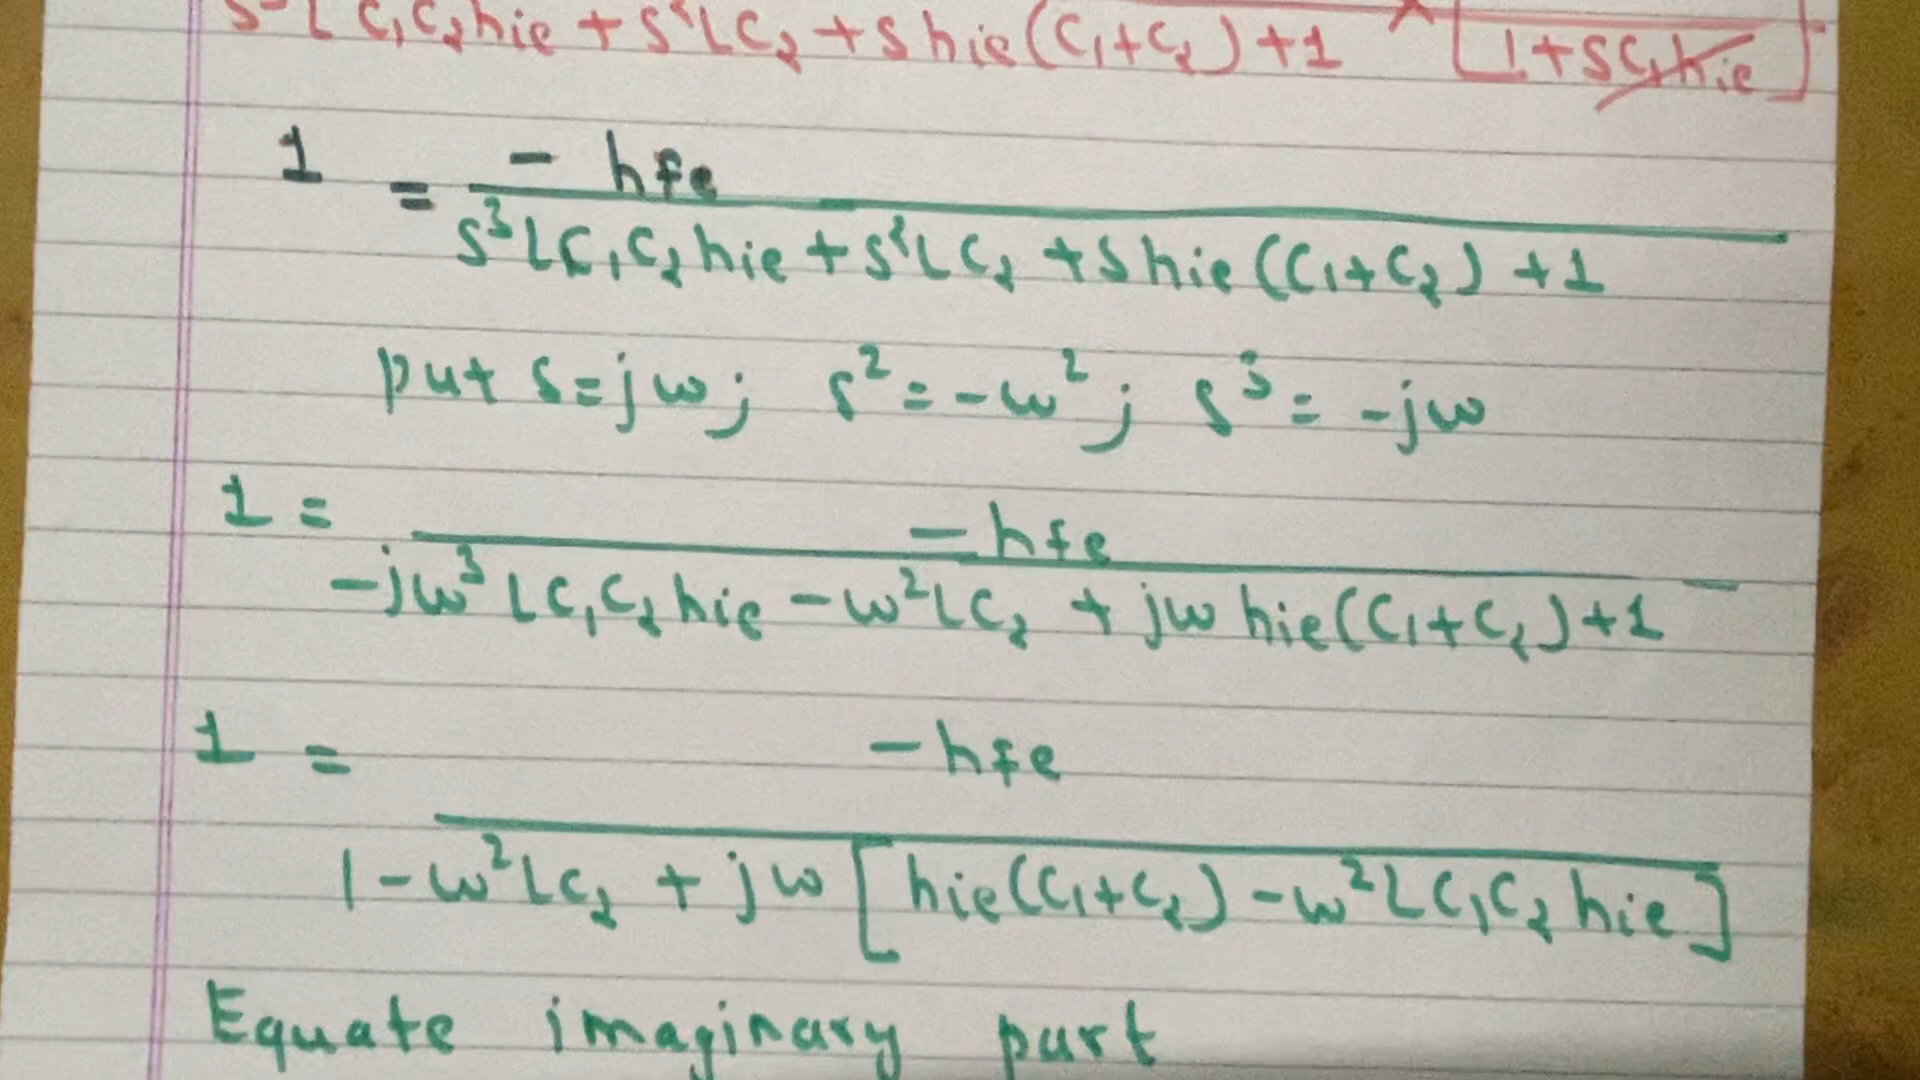 s³LC₁C₂hie + s²LC₂ + s hie(C₁+C₂) + 1 × [1+sC₁hie]
1 = - hfe / s³LC₁C₂hie + s²LC₂ + s hie(C₁+C₂) + 1
put s=jω; s² = -ω²; s³ = -jω
1 = -hfe / -jω³LC₁C₂hie - ω²LC₂ + jω hie(C₁+C₂) + 1
1 = -hfe / 1 - ω²LC₂ + jω [hie(C₁+C₂) - ω²LC₁C₂hie]
Equate imaginary part